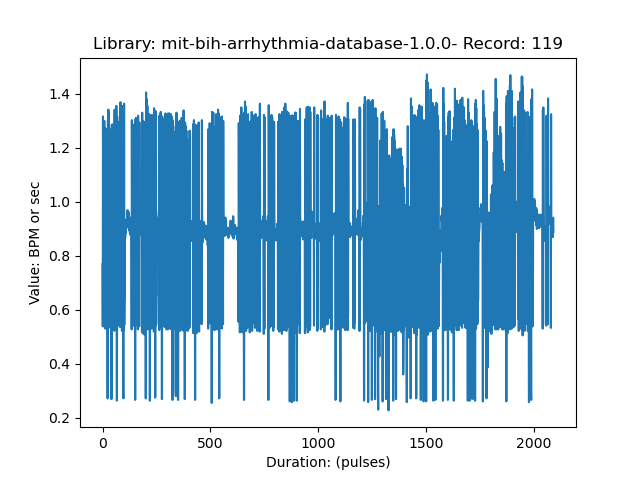 Library: mit-bih-arrhythmia-database-1.0.0- Record: 119
Value: BPM or sec
1.4
1.2
1.0
0.8
0.6
0.4
0.2
0 500 1000 1500 2000
Duration: (pulses)